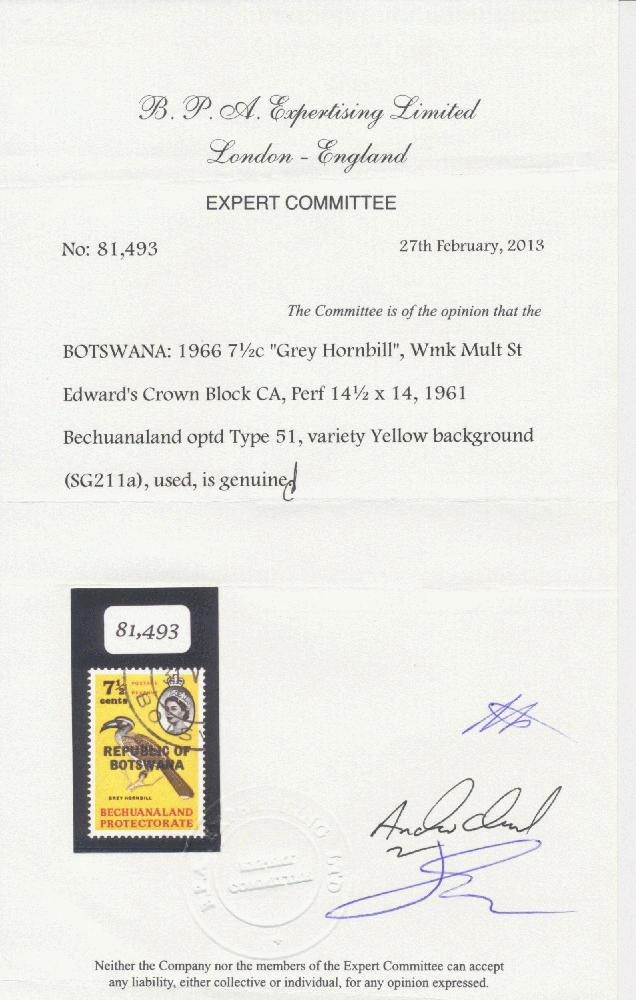 B. P. A. Expertising Limited
London - England
EXPERT COMMITTEE
No: 81,493
27th February, 2013
The Committee is of the opinion that the
BOTSWANA: 1966 7½c "Grey Hornbill", Wmk Mult St
Edward's Crown Block CA, Perf 14½ x 14, 1961
Bechuanaland optd Type 51, variety Yellow background
(SG211a), used, is genuine
81,493
7½
cents
POSTAGE
REVENUE
REPUBLIC OF
BOTSWANA
GREY HORNBILL
BECHUANALAND
PROTECTORATE
EXPERT
COMMITTEE
Neither the Company nor the members of the Expert Committee can accept
any liability, either collective or individual, for any opinion expressed.